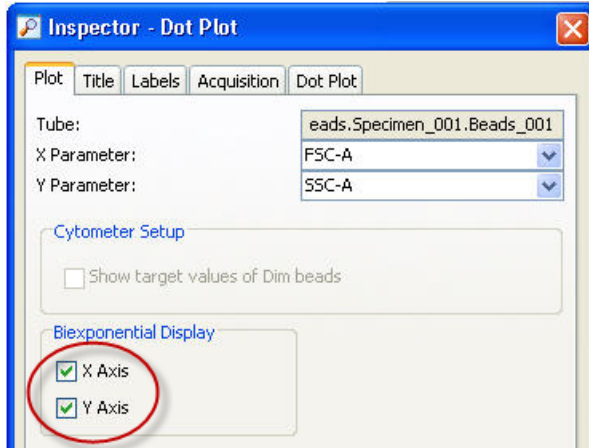 Inspector - Dot Plot
Plot Title Labels Acquisition Dot Plot
Tube: eads.Specimen_001.Beads_001
X Parameter: FSC-A
Y Parameter: SSC-A
Cytometer Setup
Show target values of Dim beads
Biexponential Display
X Axis
Y Axis